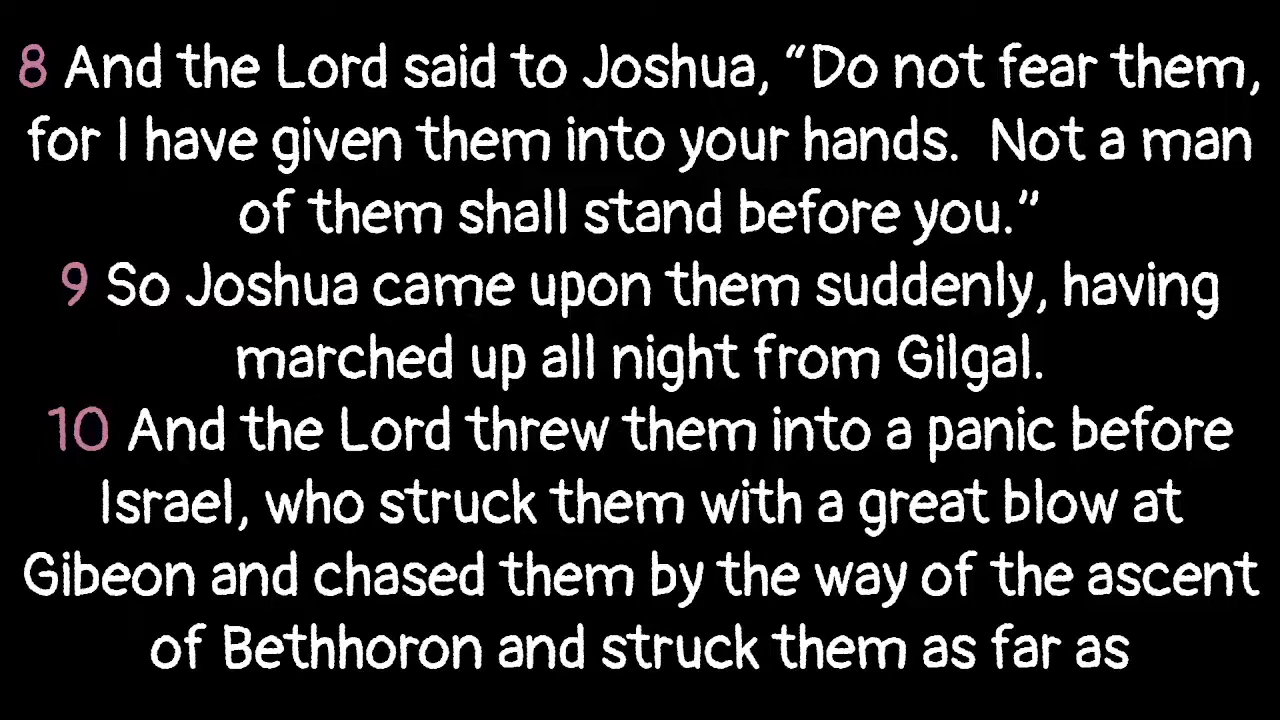 8 And the Lord said to Joshua, “Do not fear them,
for I have given them into your hands.  Not a man
of them shall stand before you.”
9 So Joshua came upon them suddenly, having
marched up all night from Gilgal.
10 And the Lord threw them into a panic before
Israel, who struck them with a great blow at
Gibeon and chased them by the way of the ascent
of Bethhoron and struck them as far as